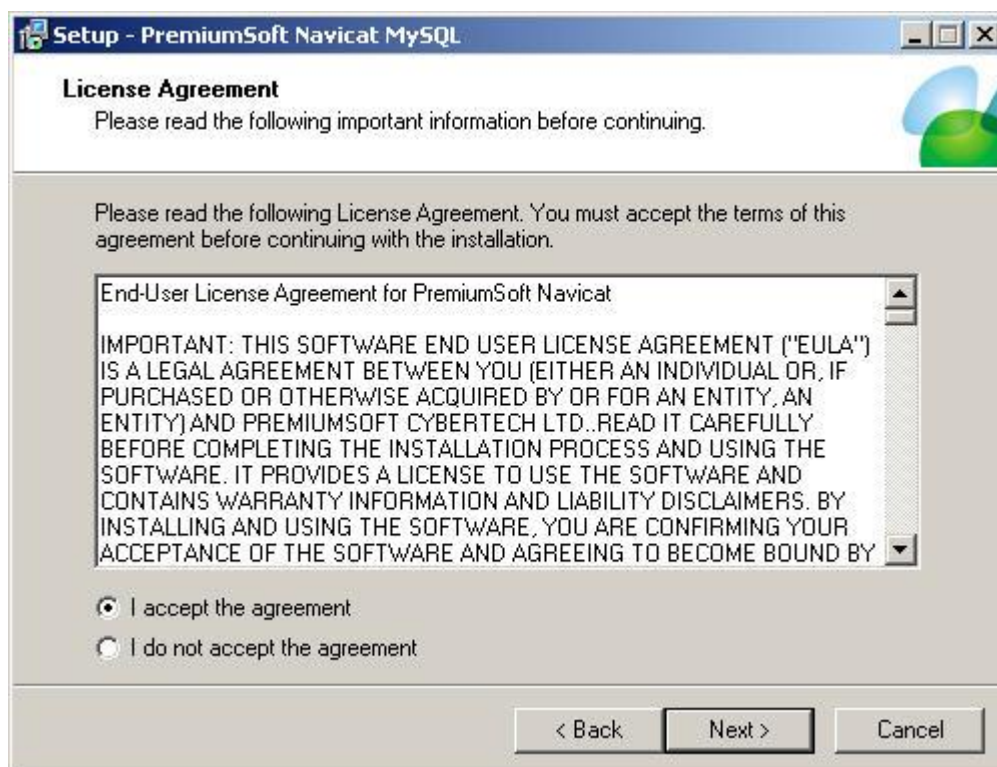 Setup - PremiumSoft Navicat MySQL
License Agreement
Please read the following important information before continuing.
Please read the following License Agreement. You must accept the terms of this
agreement before continuing with the installation.
End-User License Agreement for PremiumSoft Navicat
IMPORTANT: THIS SOFTWARE END USER LICENSE AGREEMENT ("EULA")
IS A LEGAL AGREEMENT BETWEEN YOU (EITHER AN INDIVIDUAL OR, IF
PURCHASED OR OTHERWISE ACQUIRED BY OR FOR AN ENTITY, AN
ENTITY) AND PREMIUMSOFT CYBERTECH LTD..READ IT CAREFULLY
BEFORE COMPLETING THE INSTALLATION PROCESS AND USING THE
SOFTWARE. IT PROVIDES A LICENSE TO USE THE SOFTWARE AND
CONTAINS WARRANTY INFORMATION AND LIABILITY DISCLAIMERS. BY
INSTALLING AND USING THE SOFTWARE, YOU ARE CONFIRMING YOUR
ACCEPTANCE OF THE SOFTWARE AND AGREEING TO BECOME BOUND BY
I accept the agreement
I do not accept the agreement
< Back Next > Cancel